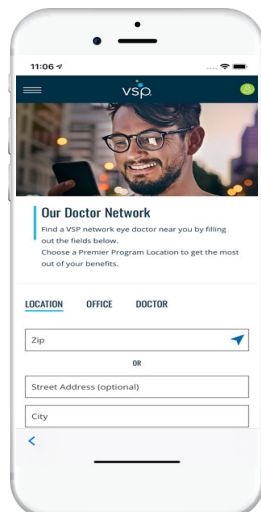 11:06
vsp
Our Doctor Network
Find a VSP network eye doctor near you by filling
out the fields below.
Choose a Premier Program Location to get the most
out of your benefits.
LOCATION OFFICE DOCTOR
Zip
OR
Street Address (optional)
City